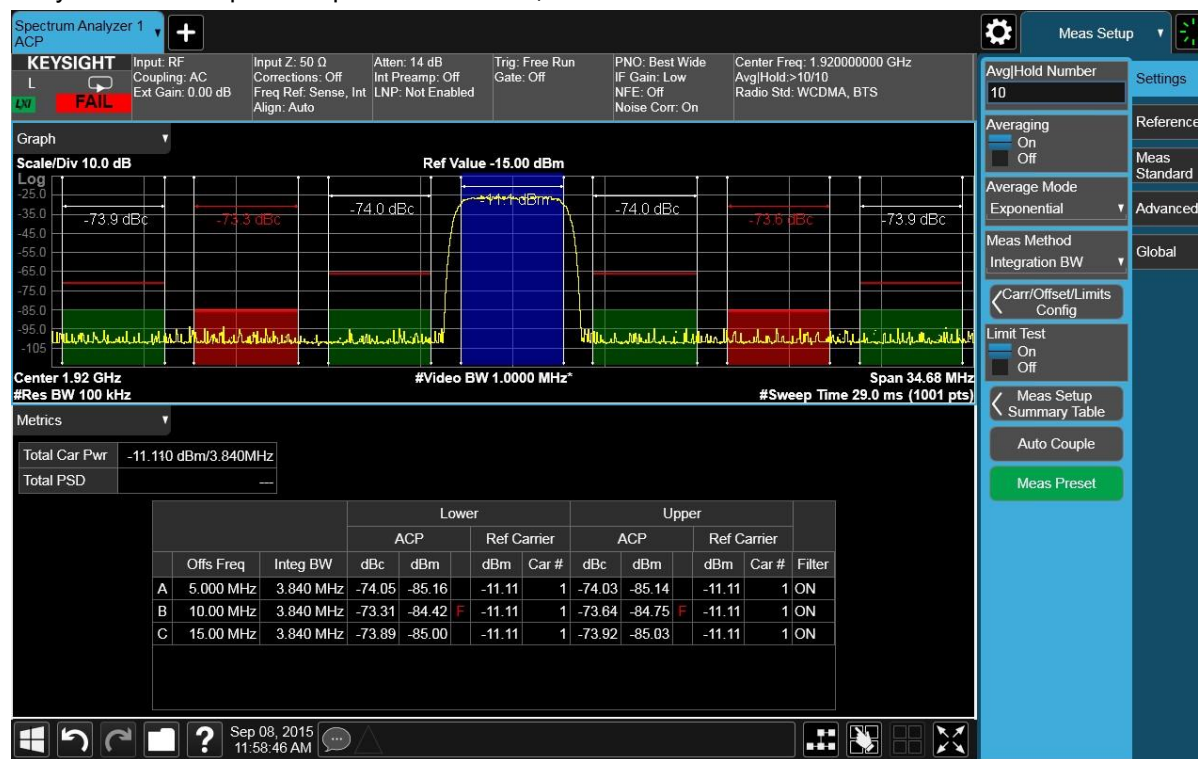 Spectrum Analyzer 1
ACP
Meas Setup
KEYSIGHT
L
LXI
FAIL
Input: RF
Coupling: AC
Ext Gain: 0.00 dB
Input Z: 50 Ω
Corrections: Off
Freq Ref: Sense, Int
Align: Auto
Atten: 14 dB
Int Preamp: Off
LNP: Not Enabled
Trig: Free Run
Gate: Off
PNO: Best Wide
IF Gain: Low
NFE: Off
Noise Corr: On
Center Freq: 1.920000000 GHz
Avg|Hold:>10/10
Radio Std: WCDMA, BTS
Graph
Scale/Div 10.0 dB
Ref Value -15.00 dBm
Log
-25.0
-35.0
-45.0
-55.0
-65.0
-75.0
-85.0
-95.0
-105
-73.9 dBc
-73.3 dBc
-74.0 dBc
-11.1 dBm
-74.0 dBc
-73.6 dBc
-73.9 dBc
Center 1.92 GHz
#Video BW 1.0000 MHz*
Span 34.68 MHz
#Res BW 100 kHz
#Sweep Time 29.0 ms (1001 pts)
Metrics
Total Car Pwr -11.110 dBm/3.840MHz
Total PSD ---
Lower Upper
ACP Ref Carrier ACP Ref Carrier
Offs Freq Integ BW dBc dBm dBm Car # dBc dBm dBm Car # Filter
A 5.000 MHz 3.840 MHz -74.05 -85.16 -11.11 1 -74.03 -85.14 -11.11 1 ON
B 10.00 MHz 3.840 MHz -73.31 -84.42 F -11.11 1 -73.64 -84.75 F -11.11 1 ON
C 15.00 MHz 3.840 MHz -73.89 -85.00 -11.11 1 -73.92 -85.03 -11.11 1 ON
?
Sep 08, 2015
11:58:46 AM
Avg|Hold Number
10
Averaging
On
Off
Average Mode
Exponential
Meas Method
Integration BW
Carr/Offset/Limits
Config
Limit Test
On
Off
Meas Setup
Summary Table
Auto Couple
Meas Preset
Settings
Reference
Meas
Standard
Advanced
Global